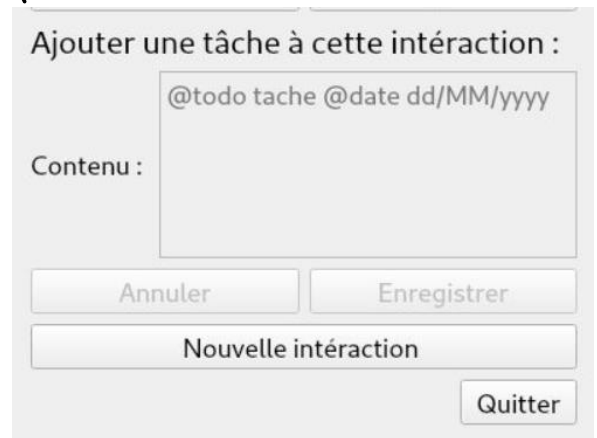 Ajouter une tâche à cette intéraction :
@todo tache @date dd/MM/yyyy
Contenu :
Annuler Enregistrer
Nouvelle intéraction
Quitter